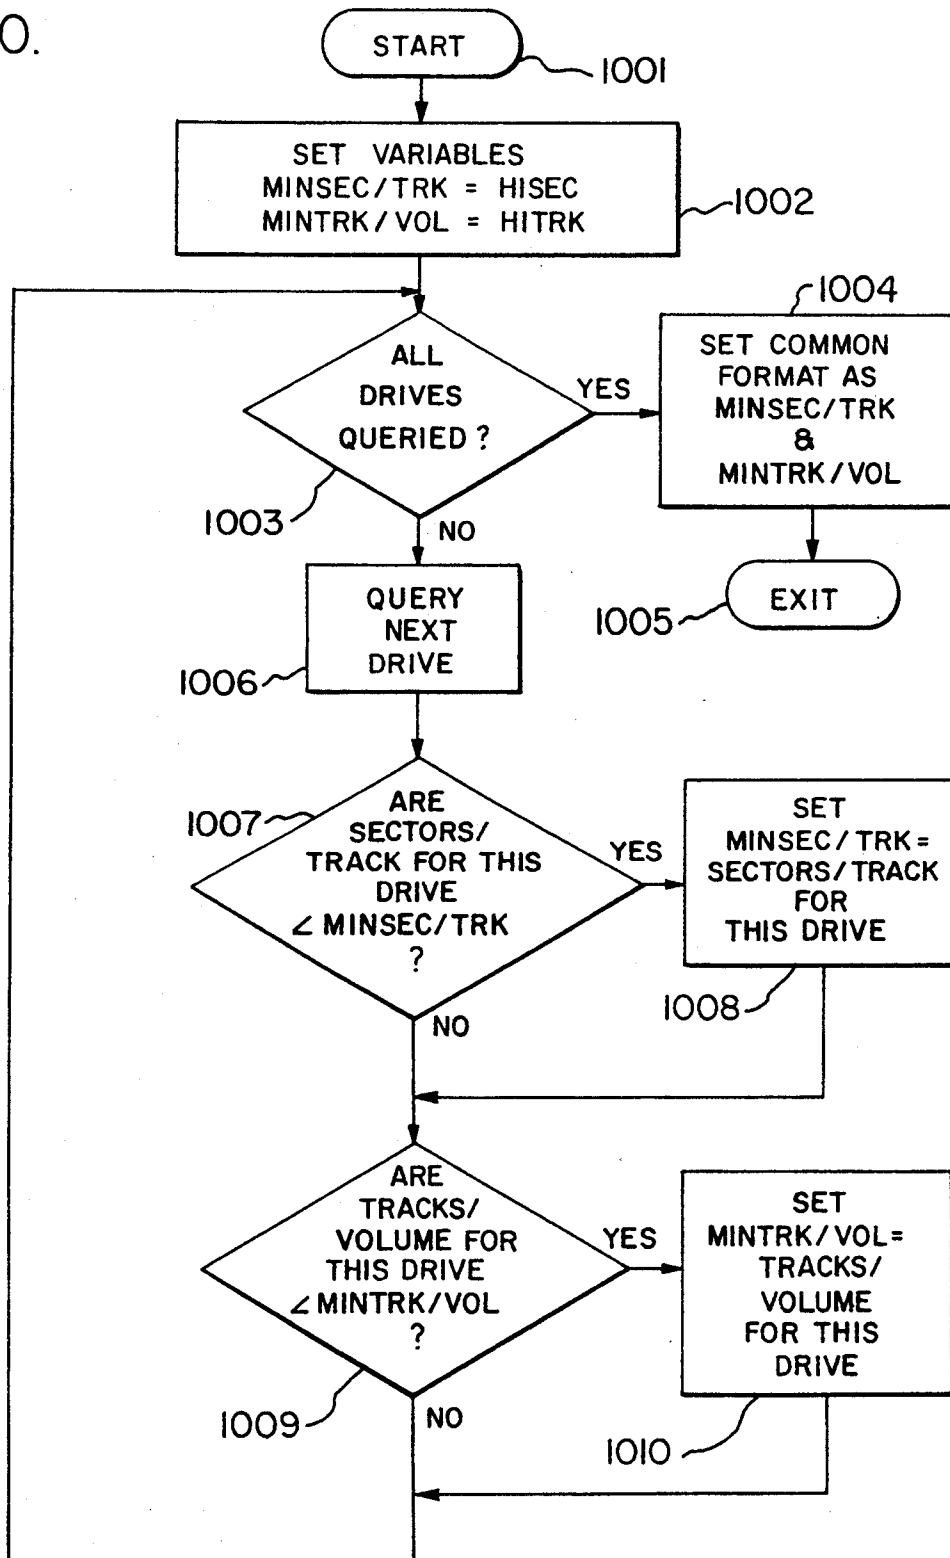 0.
START
1001
SET VARIABLES
MINSEC/TRK = HISEC
MINTRK/VOL = HITRK
1002
1004
SET COMMON
FORMAT AS
MINSEC/TRK
&
MINTRK/VOL
ALL
DRIVES
QUERIED ?
YES
1003
NO
EXIT
1005
QUERY
NEXT
DRIVE
1006
1007
ARE
SECTORS/
TRACK FOR THIS
DRIVE
∠ MINSEC/TRK
?
YES
NO
SET
MINSEC/TRK=
SECTORS/TRACK
FOR
THIS DRIVE
1008
ARE
TRACKS/
VOLUME FOR
THIS DRIVE
∠ MINTRK/VOL
?
YES
1009
NO
SET
MINTRK/VOL=
TRACKS/
VOLUME
FOR THIS
DRIVE
1010